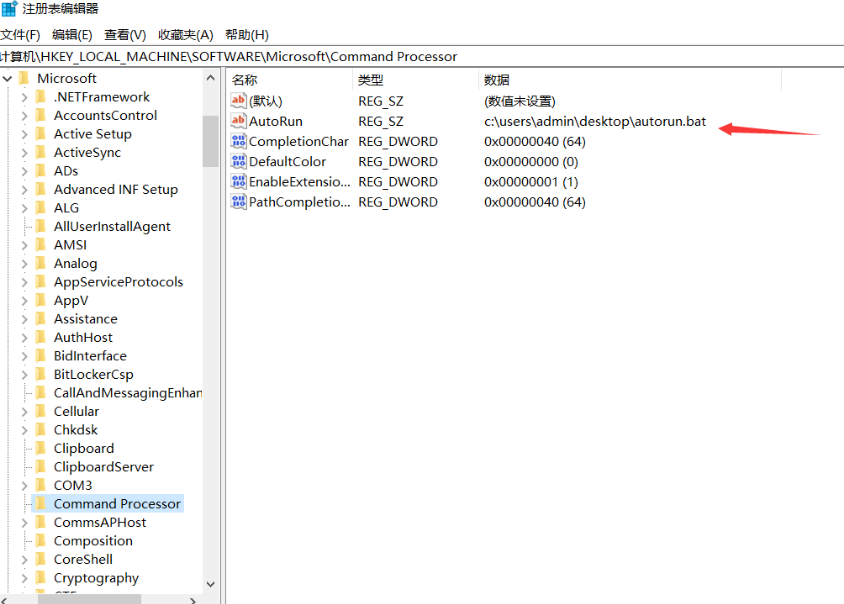 注册表编辑器
文件(F) 编辑(E) 查看(V) 收藏夹(A) 帮助(H)
计算机\HKEY_LOCAL_MACHINE\SOFTWARE\Microsoft\Command Processor
Microsoft
.NETFramework
AccountsControl
Active Setup
ActiveSync
ADs
Advanced INF Setup
ALG
AllUserInstallAgent
AMSI
Analog
AppServiceProtocols
AppV
Assistance
AuthHost
BidInterface
BitLockerCsp
CallAndMessagingEnhan
Cellular
Chkdsk
Clipboard
ClipboardServer
COM3
Command Processor
CommsAPHost
Composition
CoreShell
Cryptography
名称 类型 数据
(默认) REG_SZ (数值未设置)
AutoRun REG_SZ c:\users\admin\desktop\autorun.bat
CompletionChar REG_DWORD 0x00000040 (64)
DefaultColor REG_DWORD 0x00000000 (0)
EnableExtensio... REG_DWORD 0x00000001 (1)
PathCompletio... REG_DWORD 0x00000040 (64)